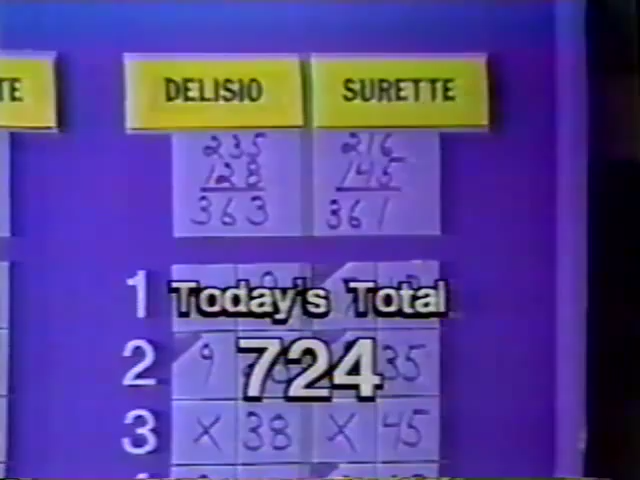 TE DELISIO SURETTE
235 216
128 145
363 361
1 Today's Total
2 9 724 35
3 X 38 X 45